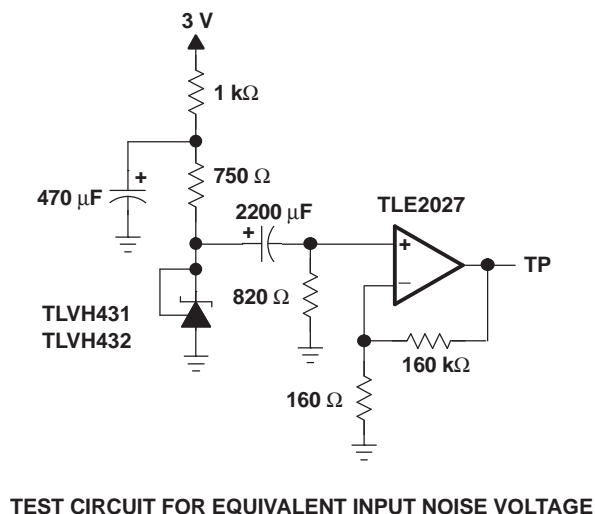 3 V
1 kΩ
750 Ω
470 μF
2200 μF
TLE2027
+
+
+
–
TP
820 Ω
TLVH431
TLVH432
160 kΩ
160 Ω
TEST CIRCUIT FOR EQUIVALENT INPUT NOISE VOLTAGE